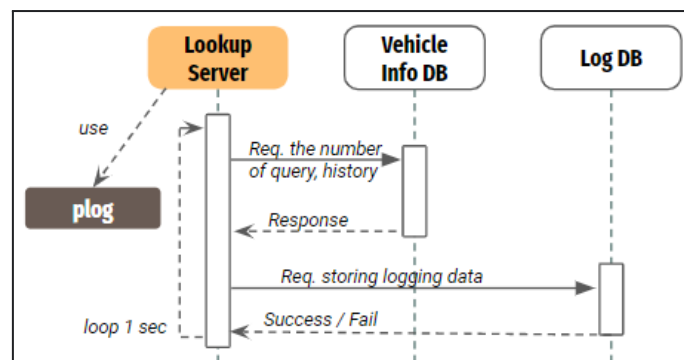 Lookup
Server
Vehicle
Info DB
Log DB
use
Req. the number
of query, history
plog
Response
Req. storing logging data
loop 1 sec
Success / Fail